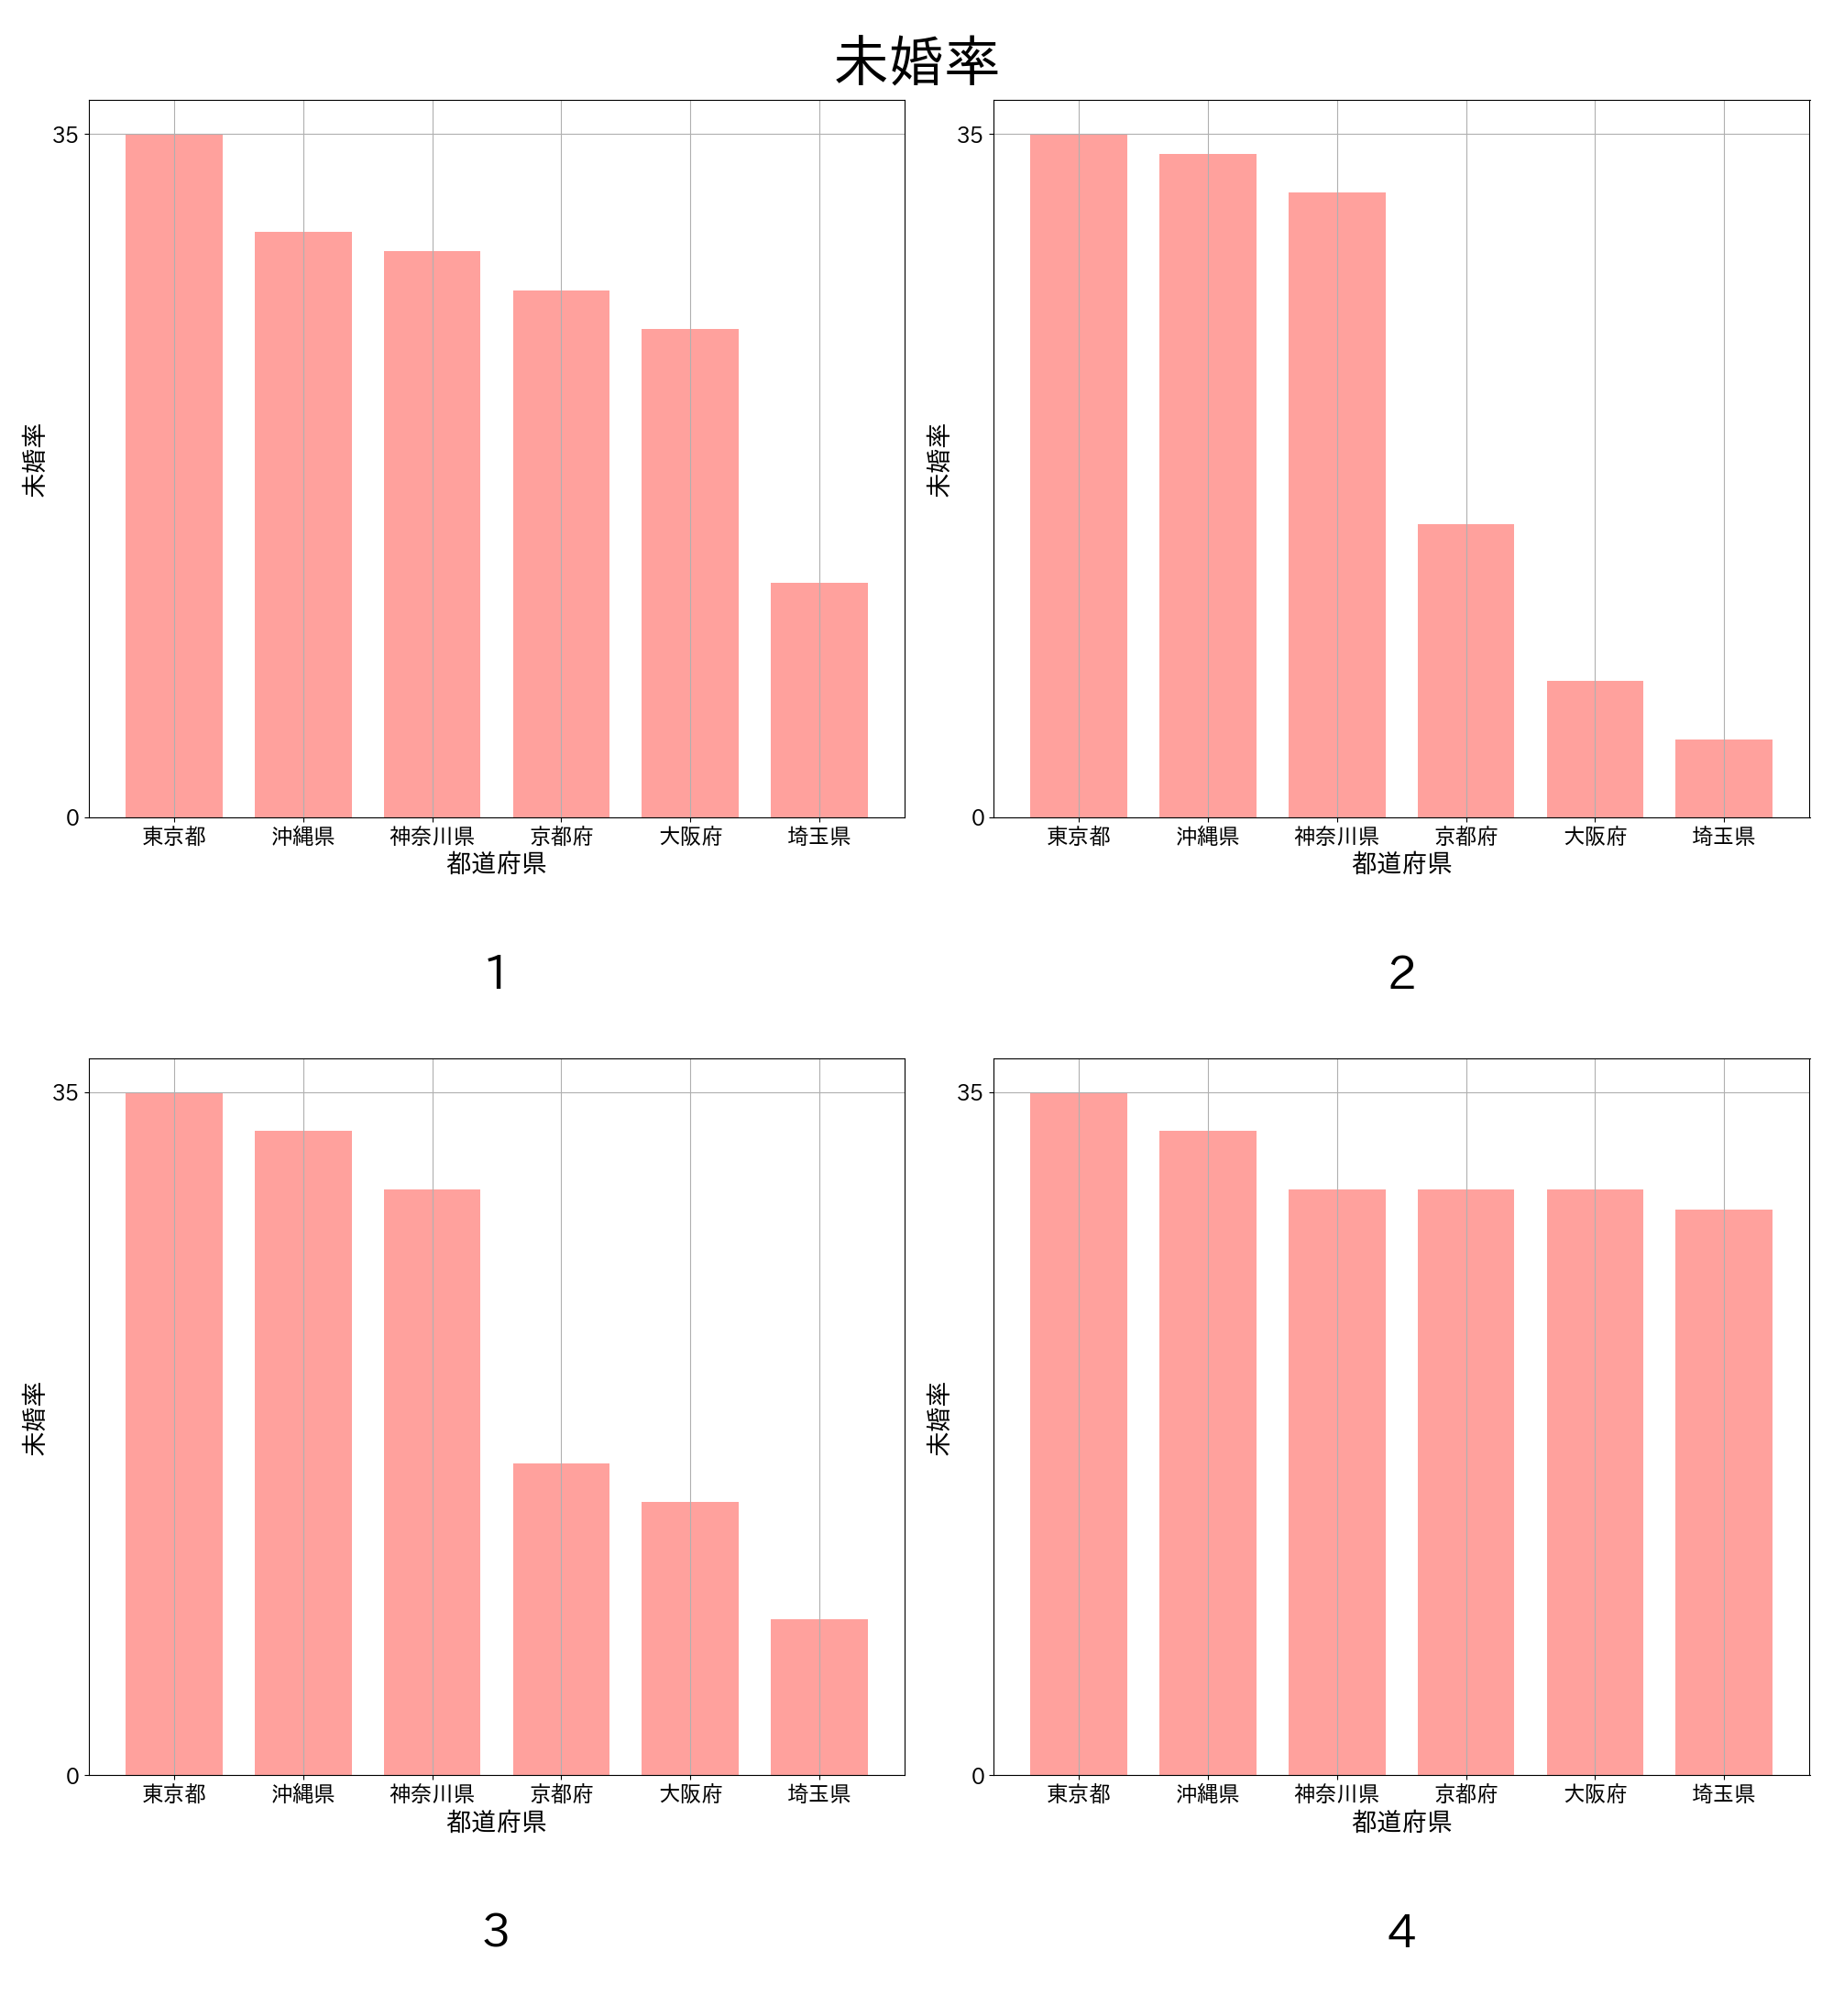 未婚率
35
0
未婚率
東京都 沖縄県 神奈川県 京都府 大阪府 埼玉県
都道府県
1
35
0
未婚率
東京都 沖縄県 神奈川県 京都府 大阪府 埼玉県
都道府県
2
35
0
未婚率
東京都 沖縄県 神奈川県 京都府 大阪府 埼玉県
都道府県
3
35
0
未婚率
東京都 沖縄県 神奈川県 京都府 大阪府 埼玉県
都道府県
4